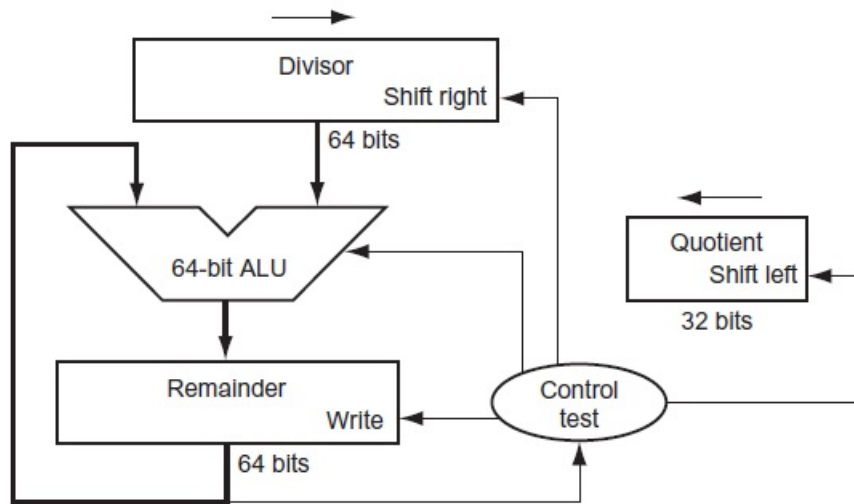 Divisor
Shift right
64 bits
64-bit ALU
Quotient
Shift left
32 bits
Remainder
Write
64 bits
Control
test